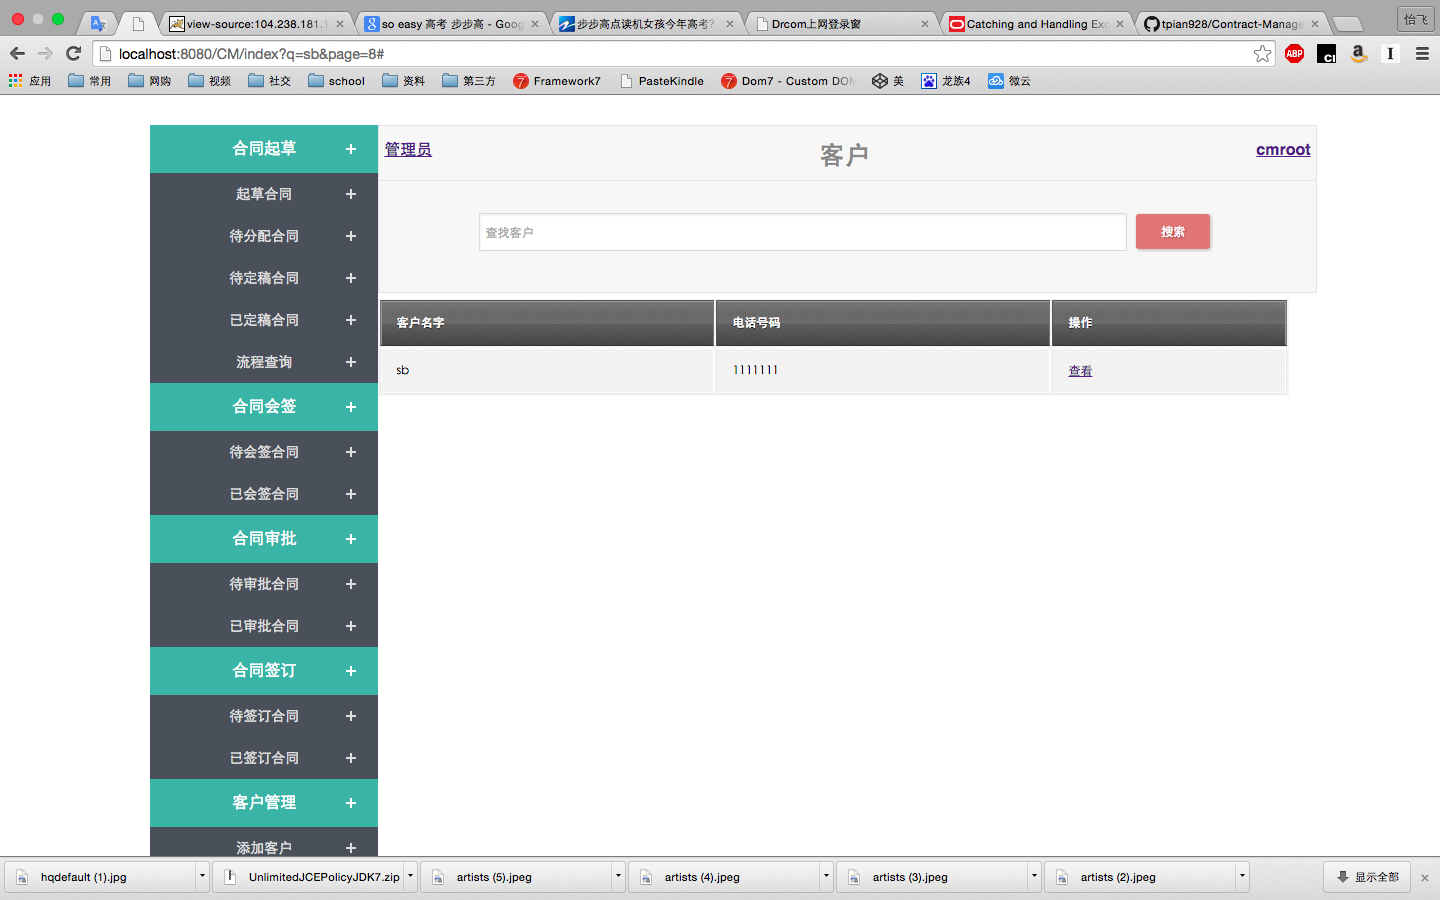 view-source:104.238.181.1
so easy 高考 步步高 - Goog
步步高点读机女孩今年高考?
Drcom上网登录窗
Catching and Handling Exc
tpian928/Contract-Manage
怡飞
localhost:8080/CM/index?q=sb&page=8#
ABP
应用
常用
网购
视频
社交
school
资料
第三方
Framework7
PasteKindle
Dom7 - Custom DOM
美
龙族4
微云
合同起草 +
起草合同 +
待分配合同 +
待定稿合同 +
已定稿合同 +
流程查询 +
合同会签 +
待会签合同 +
已会签合同 +
合同审批 +
待审批合同 +
已审批合同 +
合同签订 +
待签订合同 +
已签订合同 +
客户管理 +
添加客户 +
管理员
客户
cmroot
查找客户
搜索
客户名字 电话号码 操作
sb 1111111 查看
hqdefault (1).jpg
UnlimitedJCEPolicyJDK7.zip
artists (5).jpeg
artists (4).jpeg
artists (3).jpeg
artists (2).jpeg
显示全部